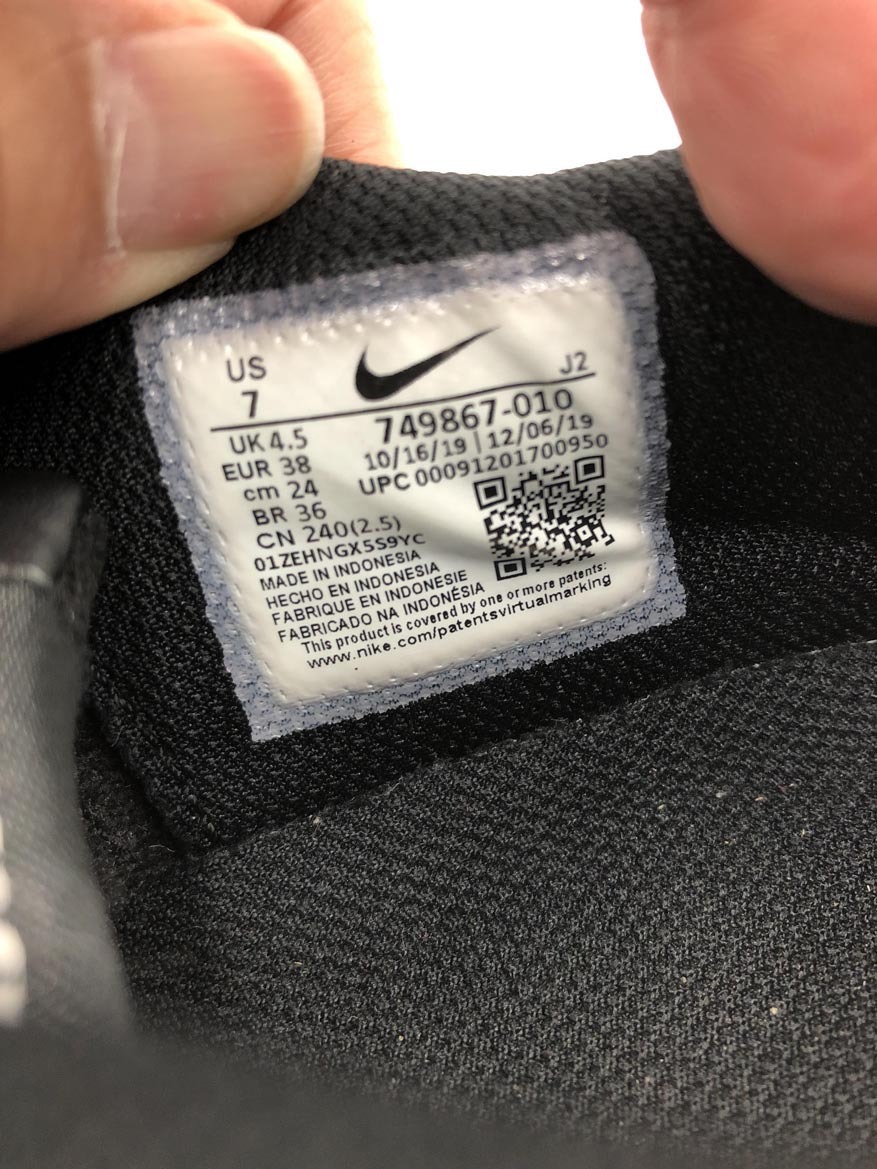 US
7
J2
UK 4.5
EUR 38
cm 24
BR 36
CN 240(2.5)
749867-010
10/16/19 | 12/06/19
UPC 00091201700950
01ZEHNGX5S9YC
MADE IN INDONESIA
HECHO EN INDONESIA
FABRIQUE EN INDONESIE
FABRICADO NA INDONÉSIA
This product is covered by one or more patents:
www.nike.com/patentsvirtualmarking